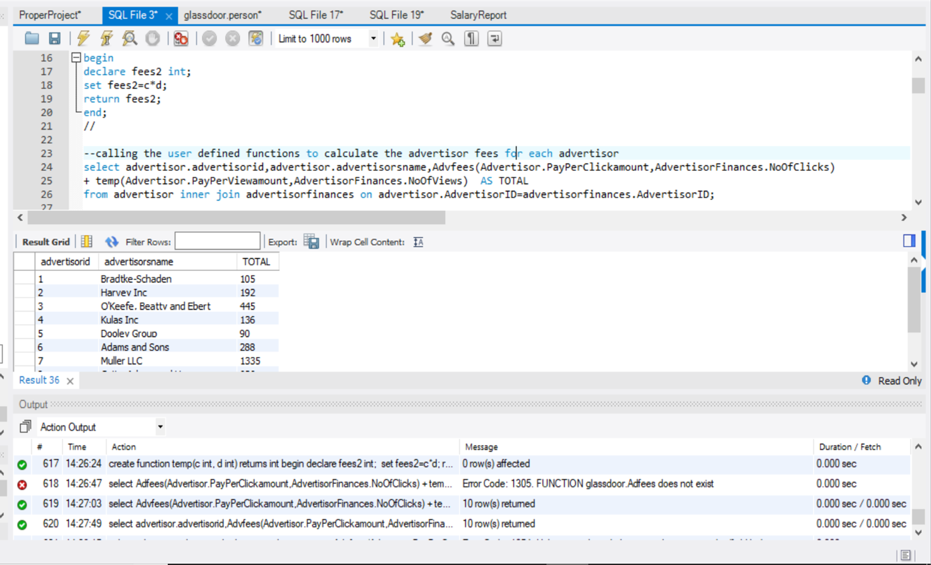 ProperProject* SQL File 3* × glassdoor.person* SQL File 17* SQL File 19* SalaryReport
Limit to 1000 rows
16 begin
17 declare fees2 int;
18 set fees2=c*d;
19 return fees2;
20 end;
21 //
22
23 --calling the user defined functions to calculate the advertisor fees for each advertisor
24 select advertisor.advertisorid,advertisor.advertisorsname,Advfees(Advertisor.PayPerClickamount,AdvertisorFinances.NoOfClicks)
25 + temp(Advertisor.PayPerViewamount,AdvertisorFinances.NoOfViews) AS TOTAL
26 from advertisor inner join advertisorfinances on advertisor.AdvertisorID=advertisorfinances.AdvertisorID;
27
Result Grid Filter Rows: Export: Wrap Cell Content: IA
advertisorid advertisorsname TOTAL
1 Bradtke-Schaden 105
2 Harvey Inc 192
3 O'Keefe, Beatty and Ebert 445
4 Kulas Inc 136
5 Dooley Group 90
6 Adams and Sons 288
7 Muller LLC 1335
Result 36 × Read Only
Output
Action Output
# Time Action Message Duration / Fetch
617 14:26:24 create function temp(c int, d int) returns int begin declare fees2 int; set fees2=c*d; r... 0 row(s) affected 0.000 sec
618 14:26:47 select Adfees(Advertisor.PayPerClickamount,AdvertisorFinances.NoOfClicks) + tem... Error Code: 1305. FUNCTION glassdoor.Adfees does not exist 0.000 sec
619 14:27:03 select Advfees(Advertisor.PayPerClickamount,AdvertisorFinances.NoOfClicks) + te... 10 row(s) returned 0.000 sec / 0.000 sec
620 14:27:49 select advertisor.advertisorid,Advfees(Advertisor.PayPerClickamount,AdvertisorFina... 10 row(s) returned 0.000 sec / 0.000 sec